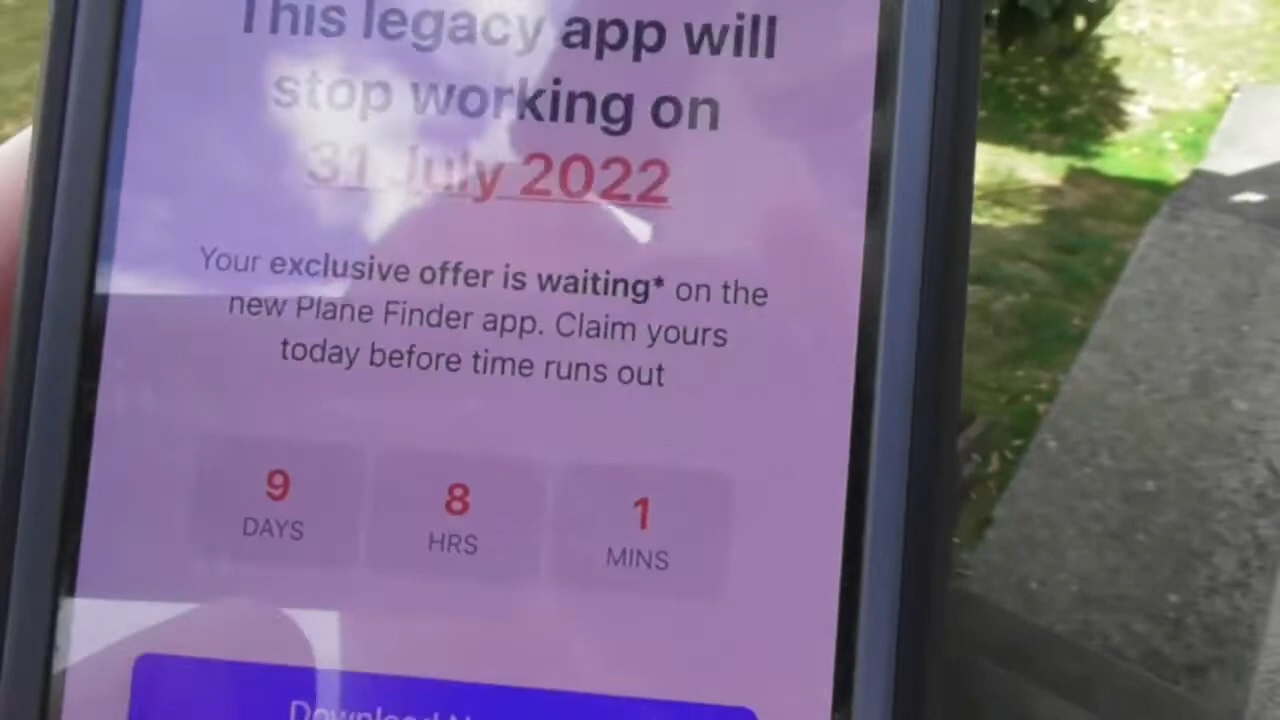 This legacy app will
stop working on
31 July 2022
Your exclusive offer is waiting* on the
new Plane Finder app. Claim yours
today before time runs out
9 8 1
DAYS HRS MINS
Download